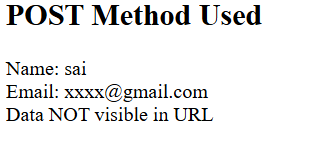 POST Method Used
Name: sai
Email: xxxx@gmail.com
Data NOT visible in URL